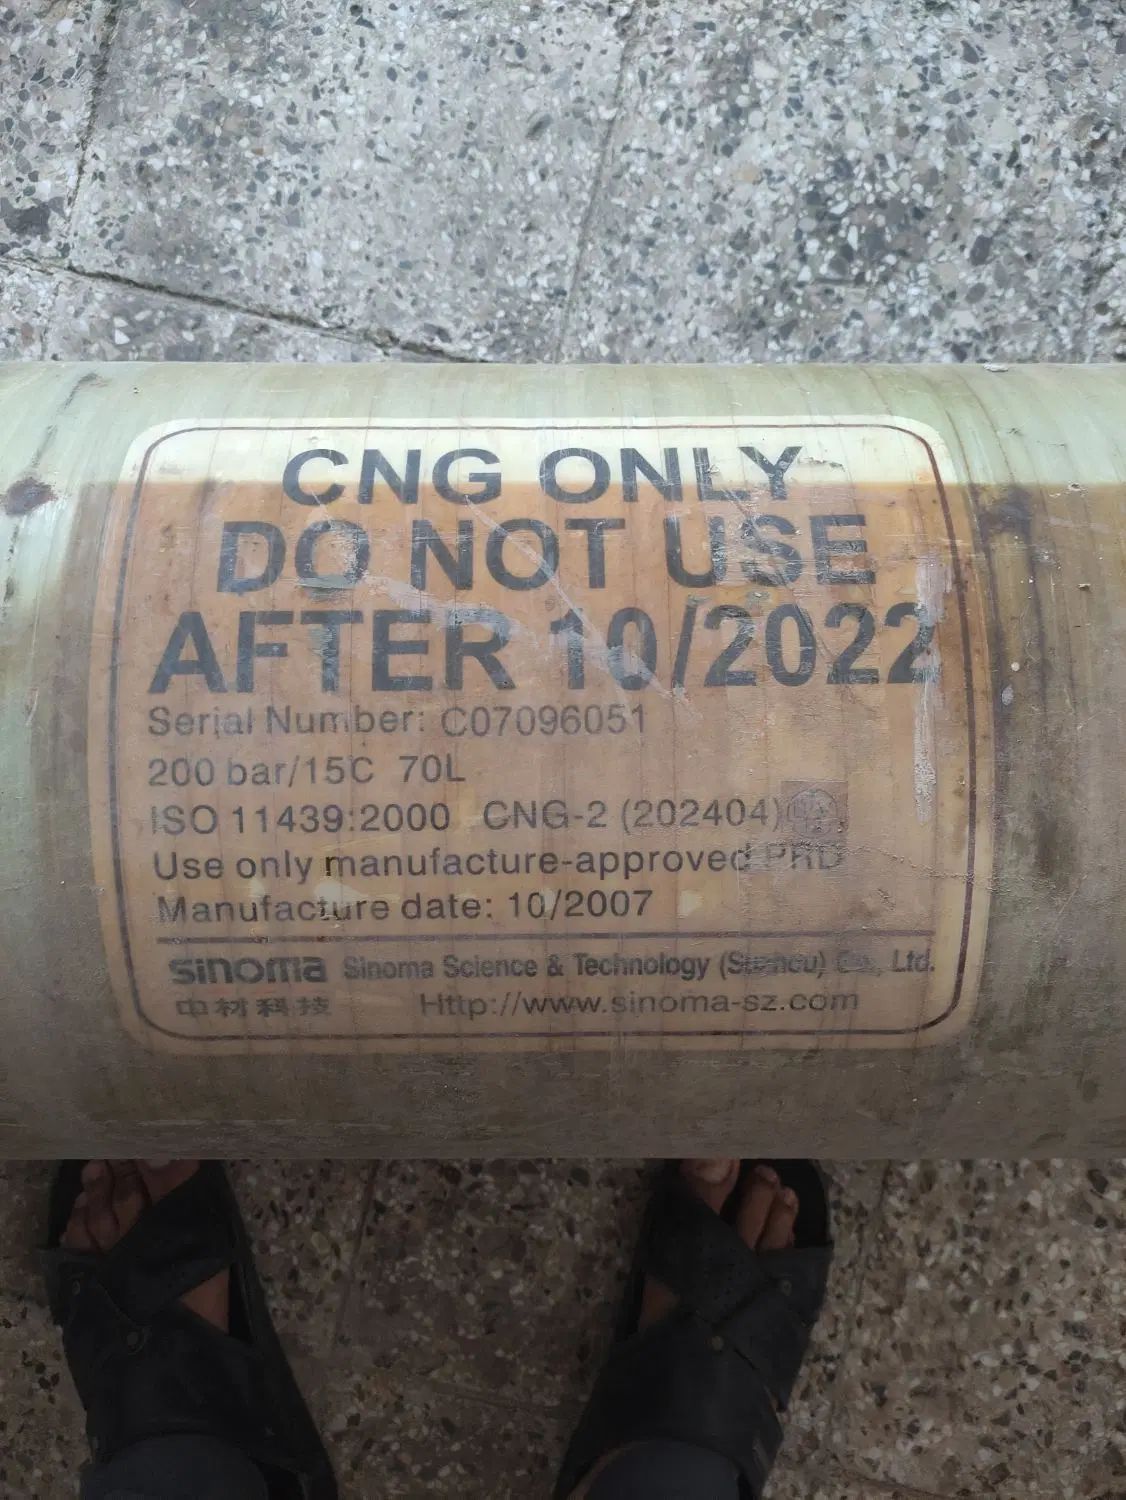 CNG ONLY
DO NOT USE
AFTER 10/2022
Serial Number: C07096051
200 bar/15C 70L
ISO 11439:2000 CNG-2 (202404)
Use only manufacture-approved PRD
Manufacture date: 10/2007
sinoma Sinoma Science & Technology (Suzhou) Co., Ltd.
中材科技 Http://www.sinoma-sz.com